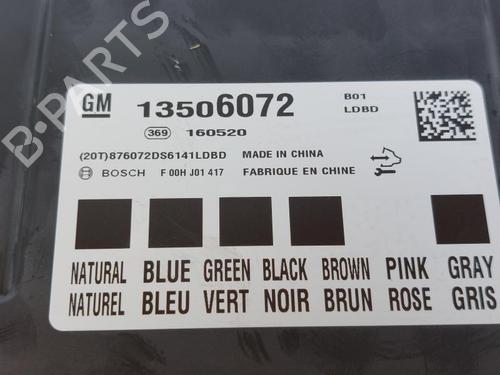 B-PARTS
GM 13506072 B01
LDBD
369 160520
(20T)876072DS6141LDBD MADE IN CHINA
BOSCH F 00H J01 417 FABRIQUE EN CHINE
NATURAL BLUE GREEN BLACK BROWN PINK GRAY
NATUREL BLEU VERT NOIR BRUN ROSE GRIS